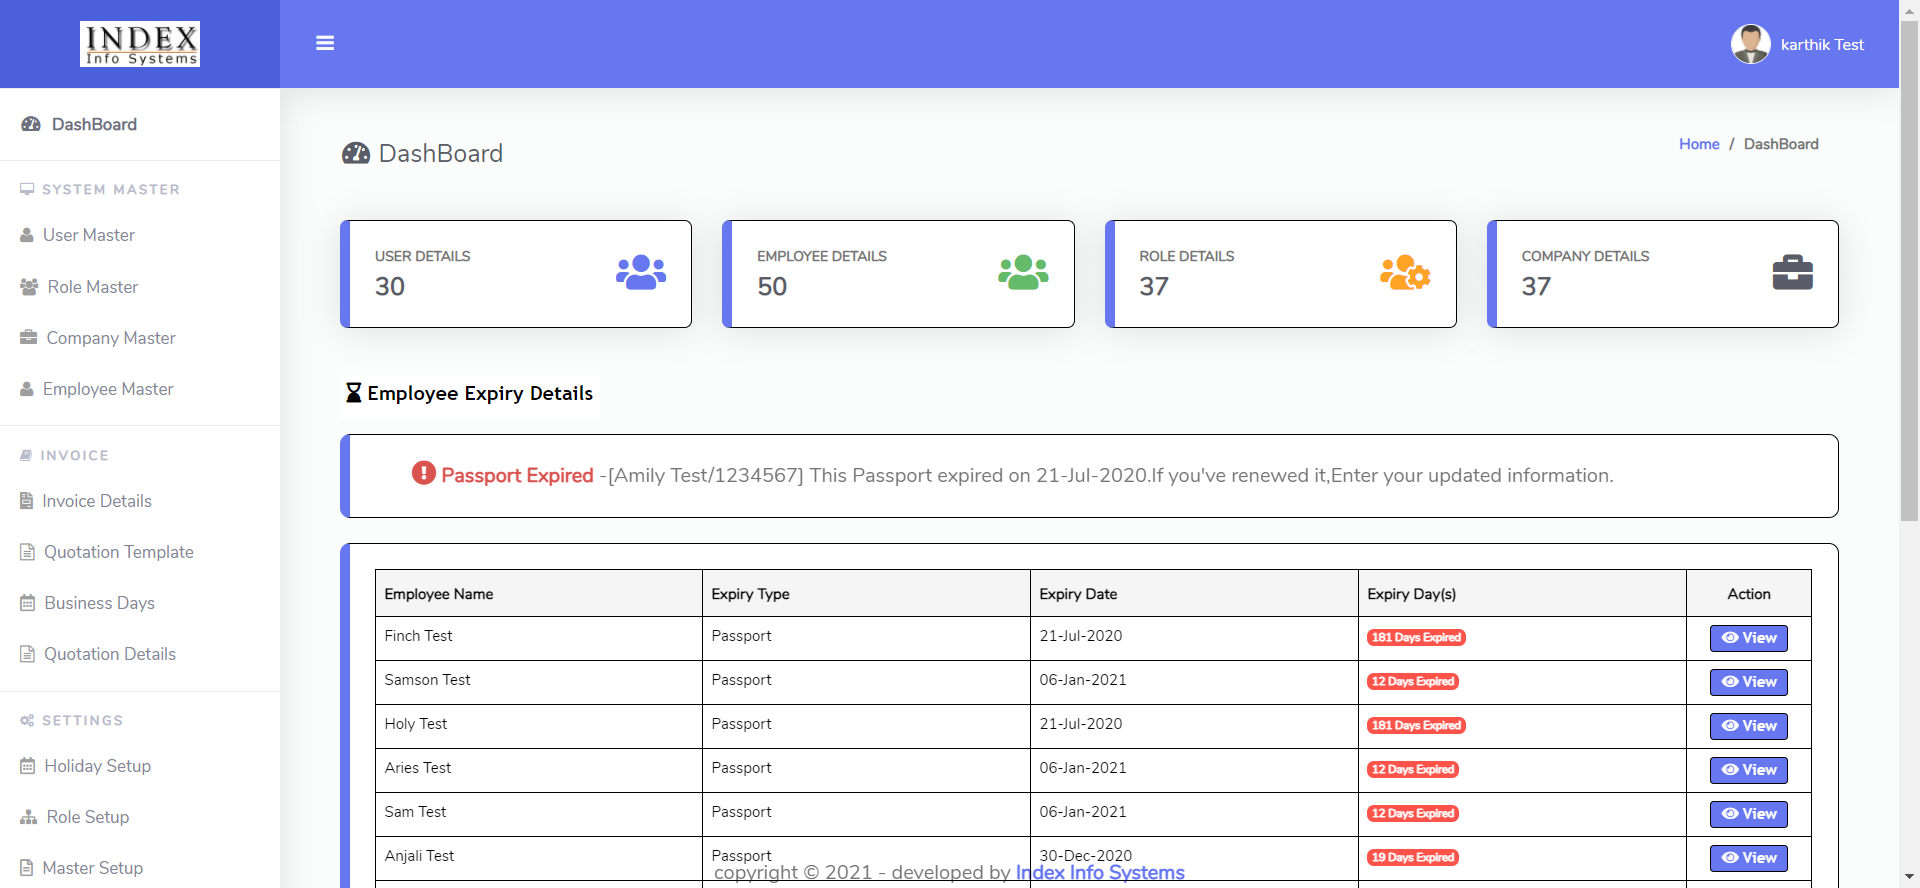 INDEX
Info Systems
karthik Test
DashBoard
SYSTEM MASTER
User Master
Role Master
Company Master
Employee Master
INVOICE
Invoice Details
Quotation Template
Business Days
Quotation Details
SETTINGS
Holiday Setup
Role Setup
Master Setup
DashBoard
Home / DashBoard
USER DETAILS
30
EMPLOYEE DETAILS
50
ROLE DETAILS
37
COMPANY DETAILS
37
Employee Expiry Details
Passport Expired -[Amily Test/1234567] This Passport expired on 21-Jul-2020.If you've renewed it,Enter your updated information.
Employee Name Expiry Type Expiry Date Expiry Day(s) Action
Finch Test Passport 21-Jul-2020 181 Days Expired View
Samson Test Passport 06-Jan-2021 12 Days Expired View
Holy Test Passport 21-Jul-2020 181 Days Expired View
Aries Test Passport 06-Jan-2021 12 Days Expired View
Sam Test Passport 06-Jan-2021 12 Days Expired View
Anjali Test Passport 30-Dec-2020 19 Days Expired View
copyright © 2021 - developed by Index Info Systems